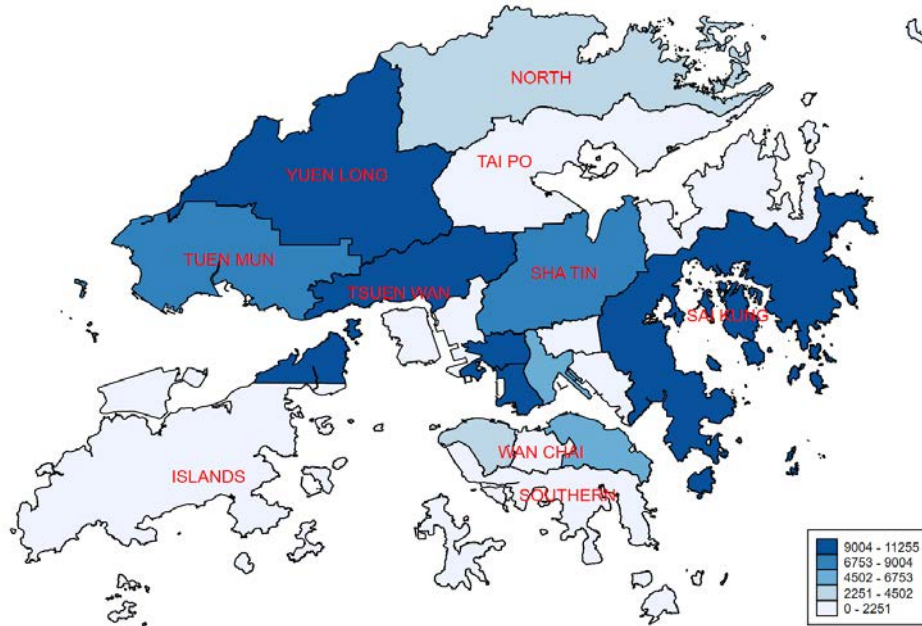 NORTH
TAI PO
YUEN LONG
TUEN MUN
SHA TIN
TSUEN WAN
SAI KUNG
WAN CHAI
ISLANDS
SOUTHERN
9004 - 11255
6753 - 9004
4502 - 6753
2251 - 4502
0 - 2251